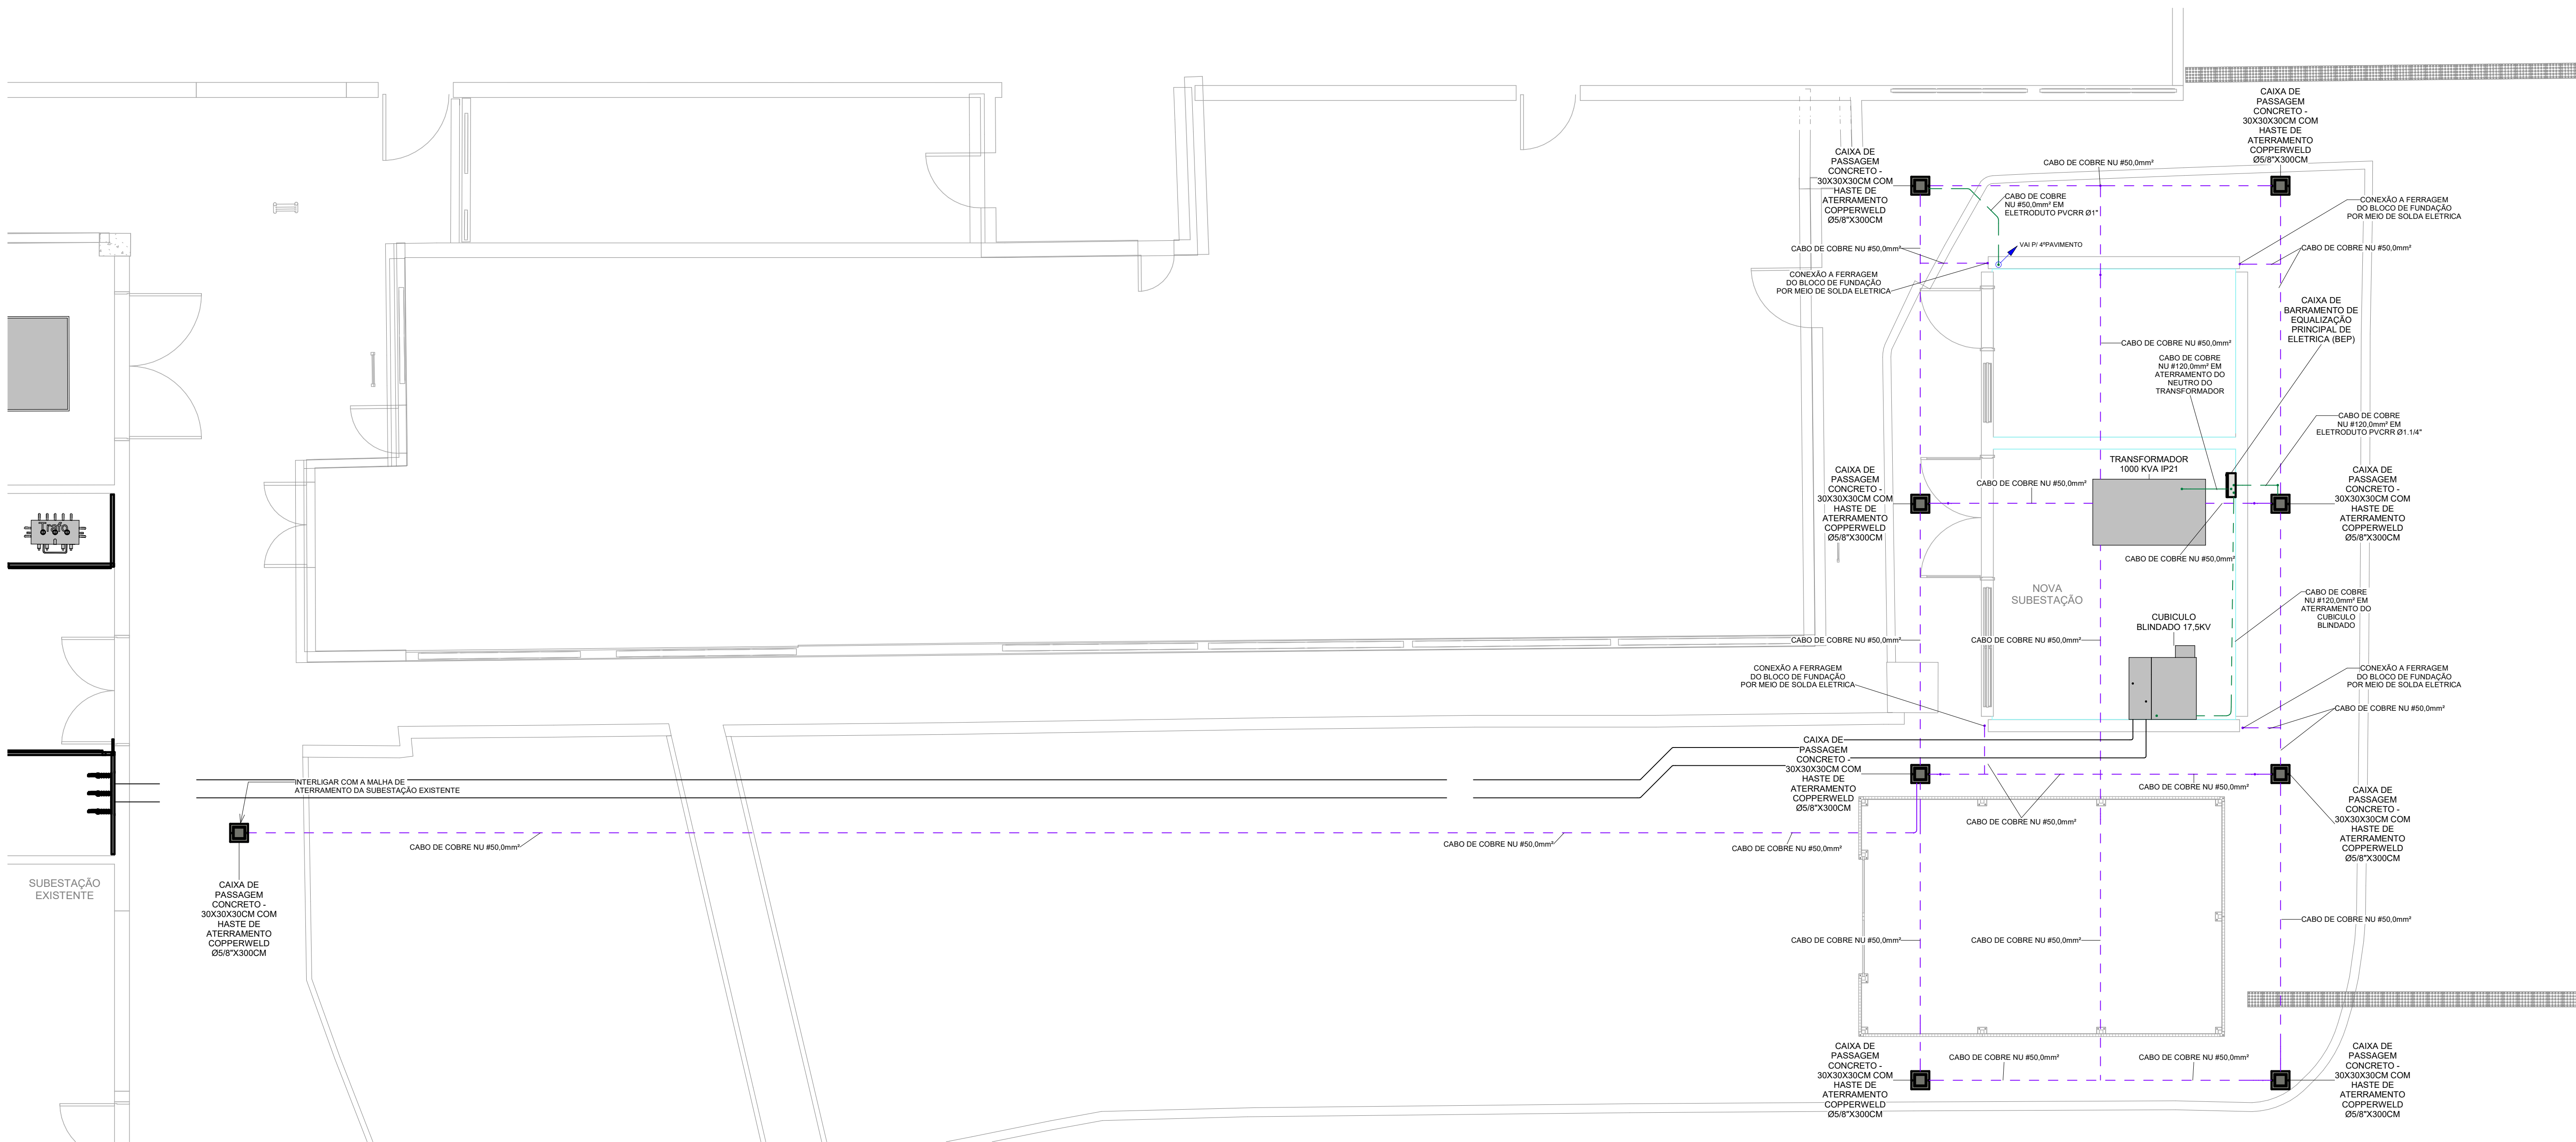 CAIXA DE
PASSAGEM
CONCRETO -
30X30X30CM COM
HASTE DE
ATERRAMENTO
COPPERWELD
Ø5/8"X300CM
CAIXA DE
PASSAGEM
CONCRETO -
30X30X30CM COM
HASTE DE
ATERRAMENTO
COPPERWELD
Ø5/8"X300CM
CABO DE COBRE NU #50,0mm²
CABO DE COBRE
NU #50,0mm² EM
ELETRODUTO PVCRR Ø1"
CONEXÃO A FERRAGEM
DO BLOCO DE FUNDAÇÃO
POR MEIO DE SOLDA ELETRICA
VAI P/ 4ºPAVIMENTO
CABO DE COBRE NU #50,0mm²
CABO DE COBRE NU #50,0mm²
CONEXÃO A FERRAGEM
DO BLOCO DE FUNDAÇÃO
POR MEIO DE SOLDA ELETRICA
CAIXA DE
BARRAMENTO DE
EQUALIZAÇÃO
PRINCIPAL DE
ELETRICA (BEP)
CABO DE COBRE NU #50,0mm²
CABO DE COBRE
NU #120,0mm² EM
ATERRAMENTO DO
NEUTRO DO
TRANSFORMADOR
CABO DE COBRE
NU #120,0mm² EM
ELETRODUTO PVCRR Ø1.1/4"
TRANSFORMADOR
1000 KVA IP21
CAIXA DE
PASSAGEM
CONCRETO -
30X30X30CM COM
HASTE DE
ATERRAMENTO
COPPERWELD
Ø5/8"X300CM
CABO DE COBRE NU #50,0mm²
CAIXA DE
PASSAGEM
CONCRETO -
30X30X30CM COM
HASTE DE
ATERRAMENTO
COPPERWELD
Ø5/8"X300CM
Trafo
CABO DE COBRE NU #50,0mm²
NOVA
SUBESTAÇÃO
CABO DE COBRE
NU #120,0mm² EM
ATERRAMENTO DO
CUBICULO
BLINDADO
CUBICULO
BLINDADO 17,5KV
CABO DE COBRE NU #50,0mm²
CABO DE COBRE NU #50,0mm²
CONEXÃO A FERRAGEM
DO BLOCO DE FUNDAÇÃO
POR MEIO DE SOLDA ELETRICA
CONEXÃO A FERRAGEM
DO BLOCO DE FUNDAÇÃO
POR MEIO DE SOLDA ELETRICA
CABO DE COBRE NU #50,0mm²
CAIXA DE
PASSAGEM
CONCRETO -
30X30X30CM COM
HASTE DE
ATERRAMENTO
COPPERWELD
Ø5/8"X300CM
INTERLIGAR COM A MALHA DE
ATERRAMENTO DA SUBESTAÇÃO EXISTENTE
CABO DE COBRE NU #50,0mm²
CABO DE COBRE NU #50,0mm²
CAIXA DE
PASSAGEM
CONCRETO -
30X30X30CM COM
HASTE DE
ATERRAMENTO
COPPERWELD
Ø5/8"X300CM
CABO DE COBRE NU #50,0mm²
CABO DE COBRE NU #50,0mm²
CABO DE COBRE NU #50,0mm²
SUBESTAÇÃO
EXISTENTE
CAIXA DE
PASSAGEM
CONCRETO -
30X30X30CM COM
HASTE DE
ATERRAMENTO
COPPERWELD
Ø5/8"X300CM
CABO DE COBRE NU #50,0mm²
CABO DE COBRE NU #50,0mm²
CABO DE COBRE NU #50,0mm²
CAIXA DE
PASSAGEM
CONCRETO -
30X30X30CM COM
HASTE DE
ATERRAMENTO
COPPERWELD
Ø5/8"X300CM
CABO DE COBRE NU #50,0mm²
CABO DE COBRE NU #50,0mm²
CAIXA DE
PASSAGEM
CONCRETO -
30X30X30CM COM
HASTE DE
ATERRAMENTO
COPPERWELD
Ø5/8"X300CM